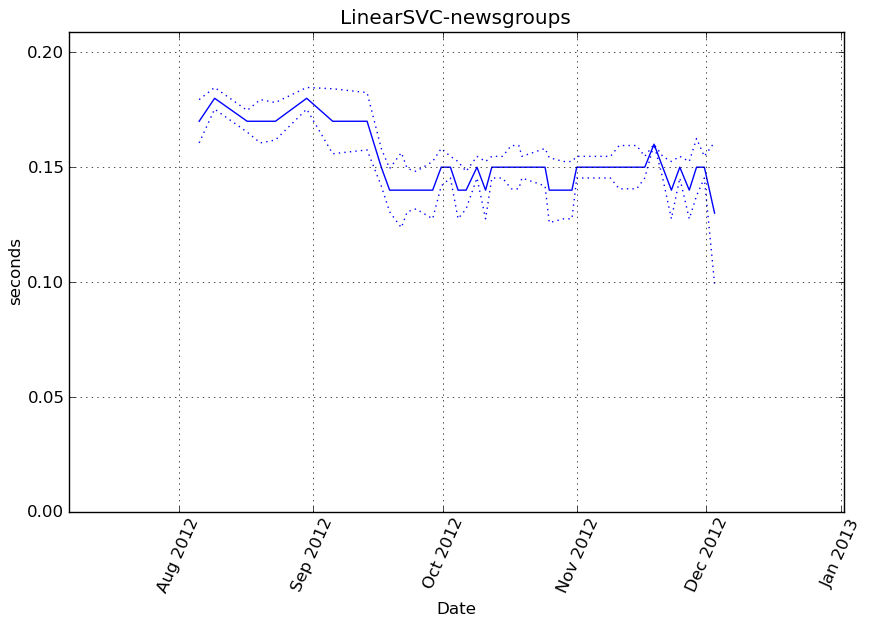 LinearSVC-newsgroups
0.20
0.15
0.10
0.05
0.00
seconds
Aug 2012
Sep 2012
Oct 2012
Nov 2012
Dec 2012
Jan 2013
Date